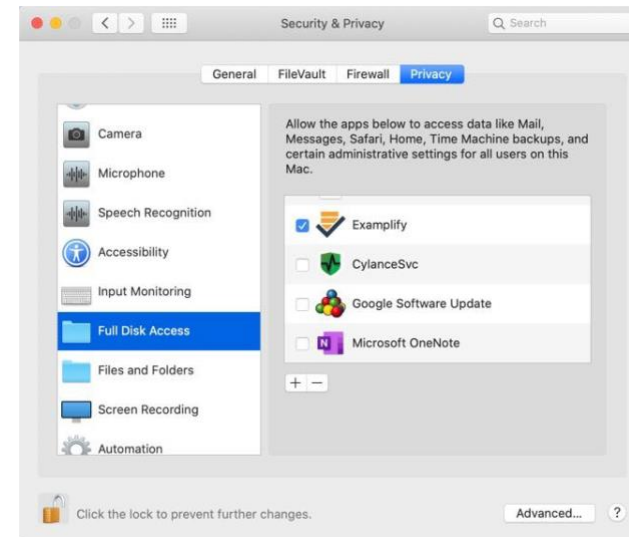 Security & Privacy
Search
General FileVault Firewall Privacy
Camera
Microphone
Speech Recognition
Accessibility
Input Monitoring
Full Disk Access
Files and Folders
Screen Recording
Automation
Allow the apps below to access data like Mail,
Messages, Safari, Home, Time Machine backups, and
certain administrative settings for all users on this
Mac.
Examplify
CylanceSvc
Google Software Update
N Microsoft OneNote
+ −
Click the lock to prevent further changes.
Advanced... ?